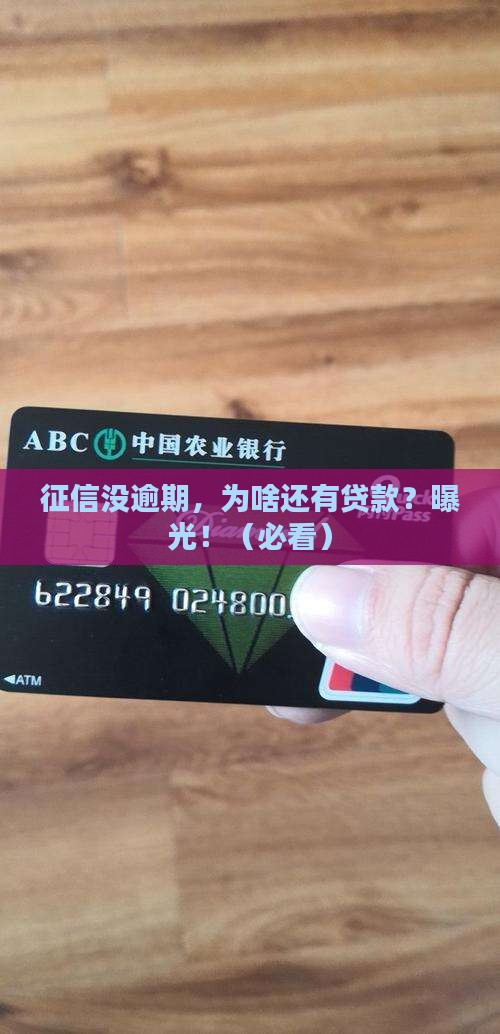 ABC 中国农业银行
征信没逾期，为啥还有贷款？曝
光！（必看）
622849 024800
◀ATM